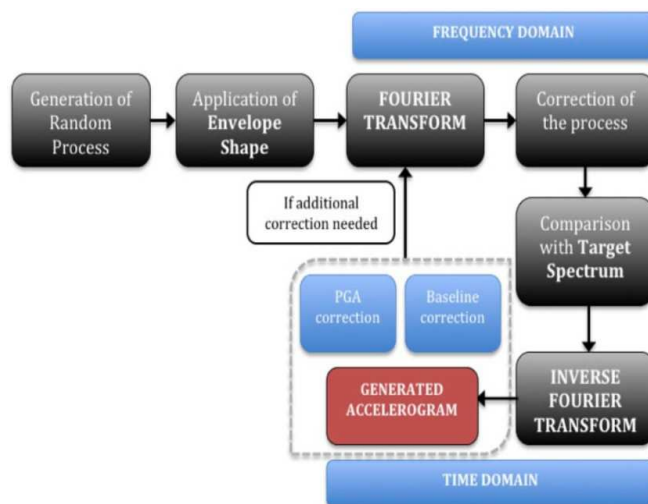 FREQUENCY DOMAIN
Generation of
Random
Process
Application of
Envelope
Shape
FOURIER
TRANSFORM
Correction of
the process
If additional
correction needed
Comparison
with Target
Spectrum
PGA
correction
Baseline
correction
GENERATED
ACCELEROGRAM
INVERSE
FOURIER
TRANSFORM
TIME DOMAIN